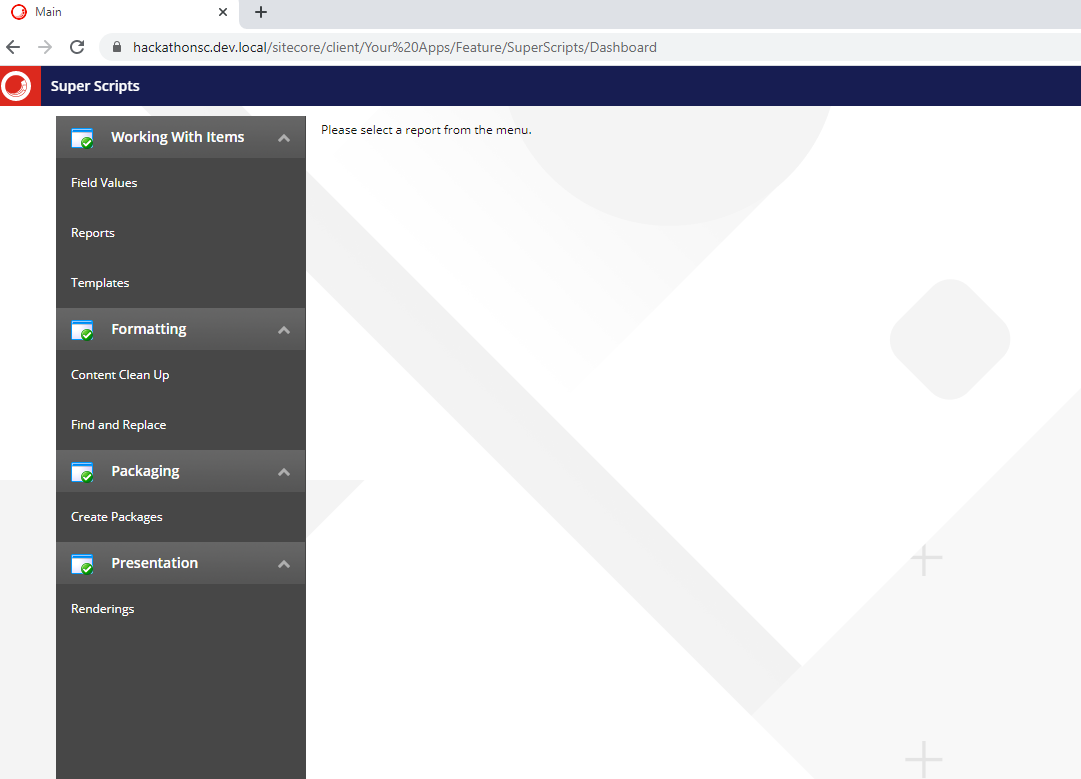 Main
hackathonsc.dev.local/sitecore/client/Your%20Apps/Feature/SuperScripts/Dashboard
Super Scripts
Working With Items
Please select a report from the menu.
Field Values
Reports
Templates
Formatting
Content Clean Up
Find and Replace
Packaging
Create Packages
Presentation
Renderings